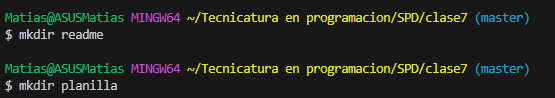 Matias@ASUSMatias MINGW64 ~/Tecnicatura en programacion/SPD/clase7 (master)
$ mkdir readme
Matias@ASUSMatias MINGW64 ~/Tecnicatura en programacion/SPD/clase7 (master)
$ mkdir planilla